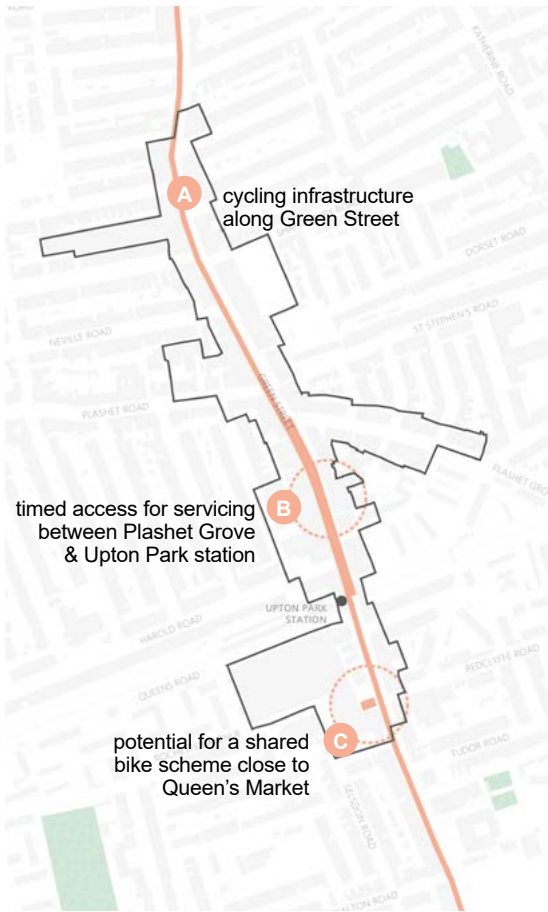 KATHERINE ROAD
A
cycling infrastructure
along Green Street
DORSET ROAD
ST STEPHEN'S ROAD
NEVILLE ROAD
GREEN STREET
PLASHET ROAD
PLASHET GRO
B
timed access for servicing
between Plashet Grove
& Upton Park station
UPTON PARK
STATION
HAROLD ROAD
REDCLYFFE ROAD
QUEENS ROAD
C
potential for a shared
bike scheme close to
Queen's Market
TUDOR ROAD
SELSDON ROAD